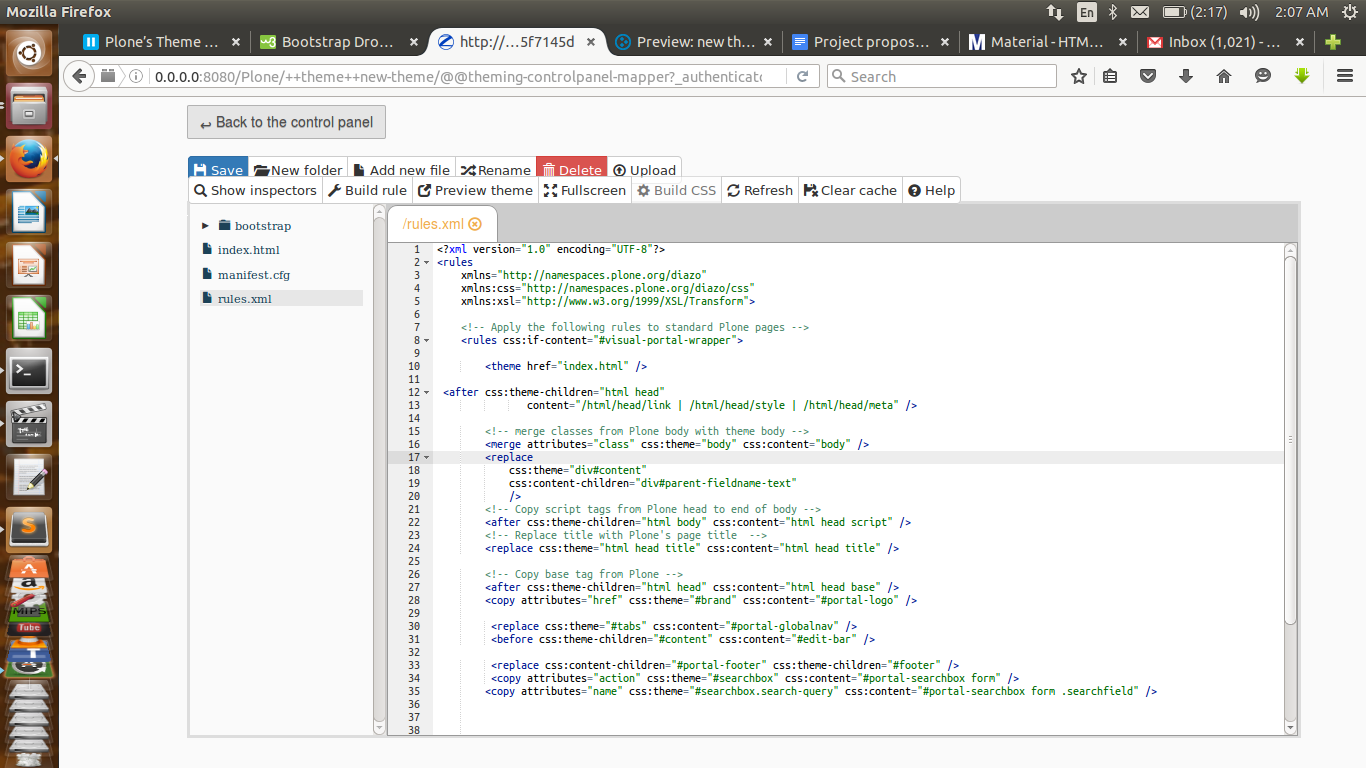 Mozilla Firefox
En
(2:17)
2:07 AM
Plone's Theme ...
Bootstrap Dro...
http://...5f7145d
Preview: new th...
Project propos...
Material - HTM...
Inbox (1,021) - ...
0.0.0.0:8080/Plone/++theme++new-theme/@@theming-controlpanel-mapper?_authenticato
Search
Back to the control panel
Save
New folder
Add new file
Rename
Delete
Upload
Show inspectors
Build rule
Preview theme
Fullscreen
Build CSS
Refresh
Clear cache
Help
bootstrap
index.html
manifest.cfg
rules.xml
/rules.xml
1 <?xml version="1.0" encoding="UTF-8"?>
2 <rules
3 xmlns="http://namespaces.plone.org/diazo"
4 xmlns:css="http://namespaces.plone.org/diazo/css"
5 xmlns:xsl="http://www.w3.org/1999/XSL/Transform">
6
7 <!-- Apply the following rules to standard Plone pages -->
8 <rules css:if-content="#visual-portal-wrapper">
9
10 <theme href="index.html" />
11
12 <after css:theme-children="html head"
13 content="/html/head/link | /html/head/style | /html/head/meta" />
14
15 <!-- merge classes from Plone body with theme body -->
16 <merge attributes="class" css:theme="body" css:content="body" />
17 <replace
18 css:theme="div#content"
19 css:content-children="div#parent-fieldname-text"
20 />
21 <!-- Copy script tags from Plone head to end of body -->
22 <after css:theme-children="html body" css:content="html head script" />
23 <!-- Replace title with Plone's page title  -->
24 <replace css:theme="html head title" css:content="html head title" />
25
26 <!-- Copy base tag from Plone -->
27 <after css:theme-children="html head" css:content="html head base" />
28 <copy attributes="href" css:theme="#brand" css:content="#portal-logo" />
29
30 <replace css:theme="#tabs" css:content="#portal-globalnav" />
31 <before css:theme-children="#content" css:content="#edit-bar" />
32
33 <replace css:content-children="#portal-footer" css:theme-children="#footer" />
34 <copy attributes="action" css:theme="#searchbox" css:content="#portal-searchbox form" />
35 <copy attributes="name" css:theme="#searchbox.search-query" css:content="#portal-searchbox form .searchfield" />
36
37
38
MIPS
Tube